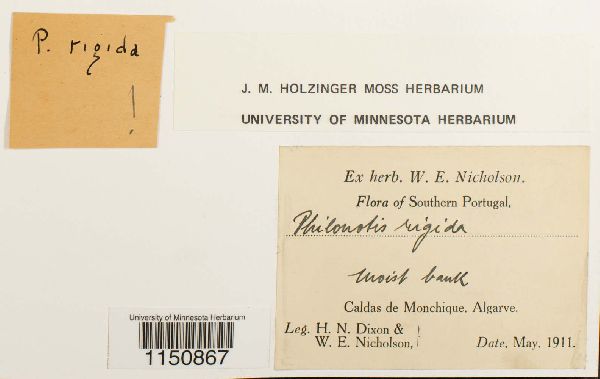 P. rigida
!
J. M. HOLZINGER MOSS HERBARIUM
UNIVERSITY OF MINNESOTA HERBARIUM
Ex herb. W. E. Nicholson.
Flora of Southern Portugal,
Philonotis rigida
Moist bank
Caldas de Monchique, Algarve.
Leg. H. N. Dixon &
W. E. Nicholson, !
Date, May, 1911.
University of Minnesota Herbarium
1150867